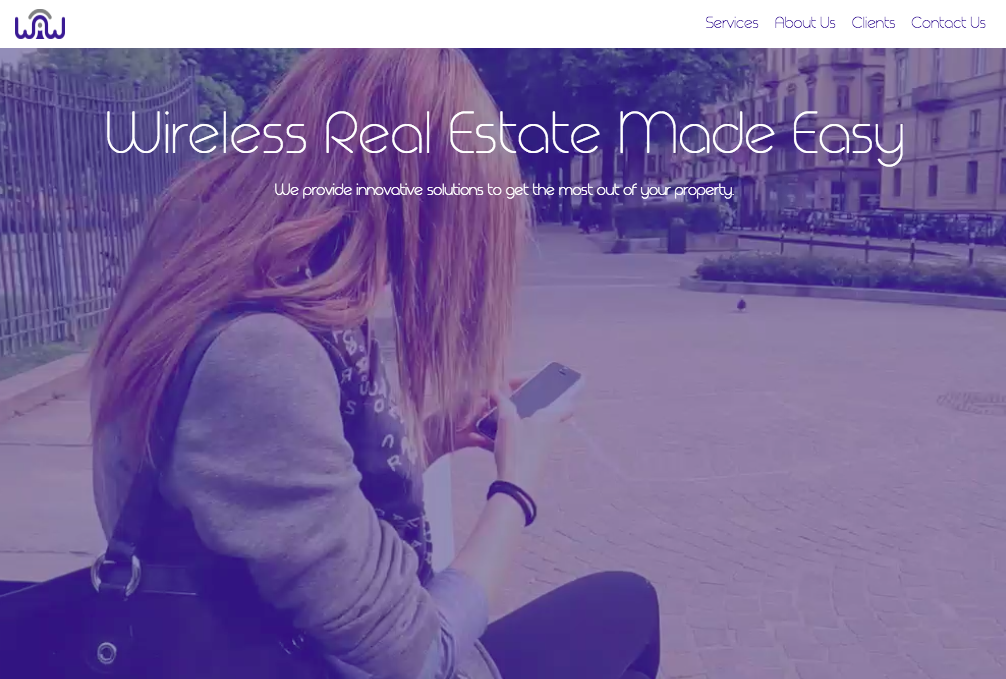 WiW
Services About Us Clients Contact Us
Wireless Real Estate Made Easy
We provide innovative solutions to get the most out of your property.